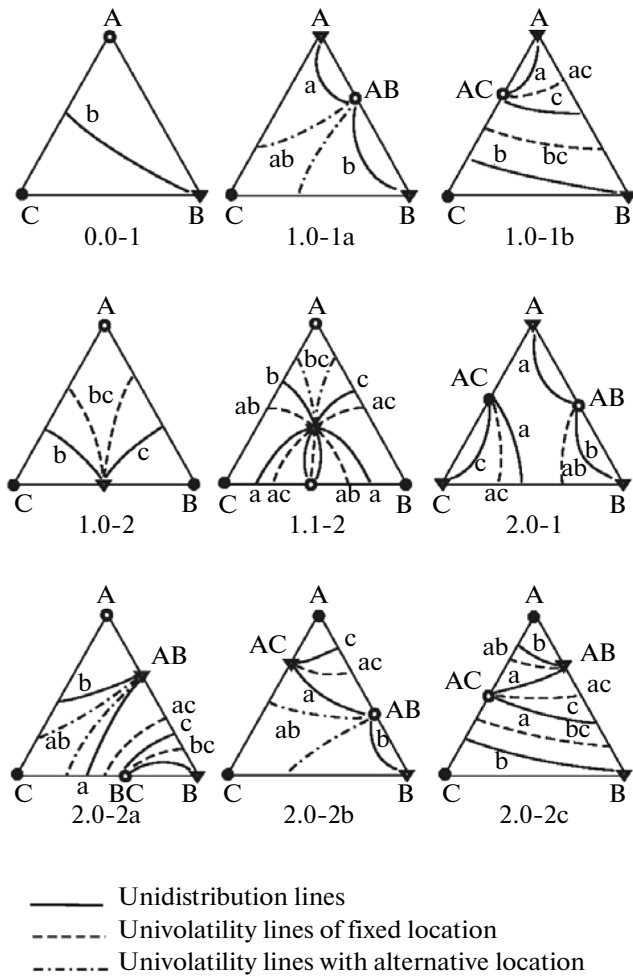 A A A
a AB AC a ac c
b ab b b bc
C B C B C B
0.0-1 1.0-1a 1.0-1b
A A A
bc b bc c AC a AB
b c ab ac c a ab b
C B C a ac ab a B C ac B
1.0-2 1.1-2 2.0-1
A A A
AB AC c ac ab b AB
b ac a AB AC a ac
ab c bc ab b a c bc
a b
C BC B C B C B
2.0-2a 2.0-2b 2.0-2c
Unidistribution lines
Univolatility lines of fixed location
Univolatility lines with alternative location